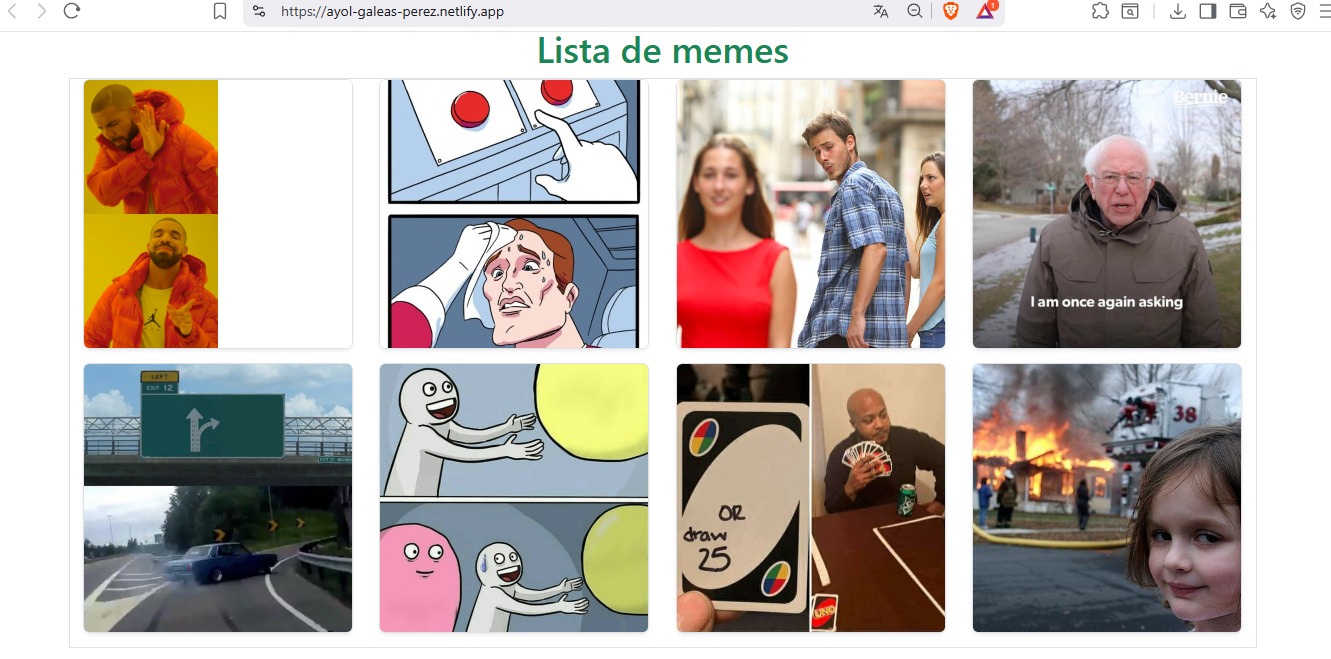 https://ayol-galeas-perez.netlify.app
1
Lista de memes
Bernie
I am once again asking
LEFT
EXIT 12
OR
draw
25
UNO
38